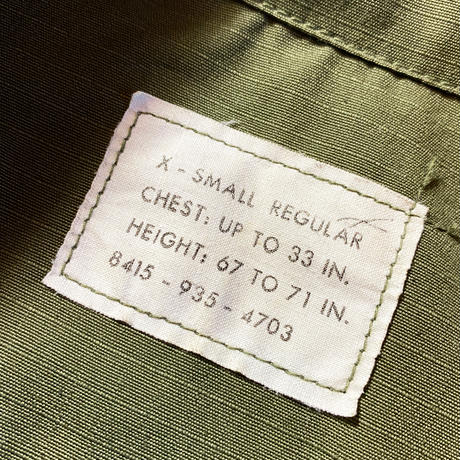 X - SMALL REGULAR
CHEST: UP TO 33 IN.
HEIGHT: 67 TO 71 IN.
8415 - 935 - 4703